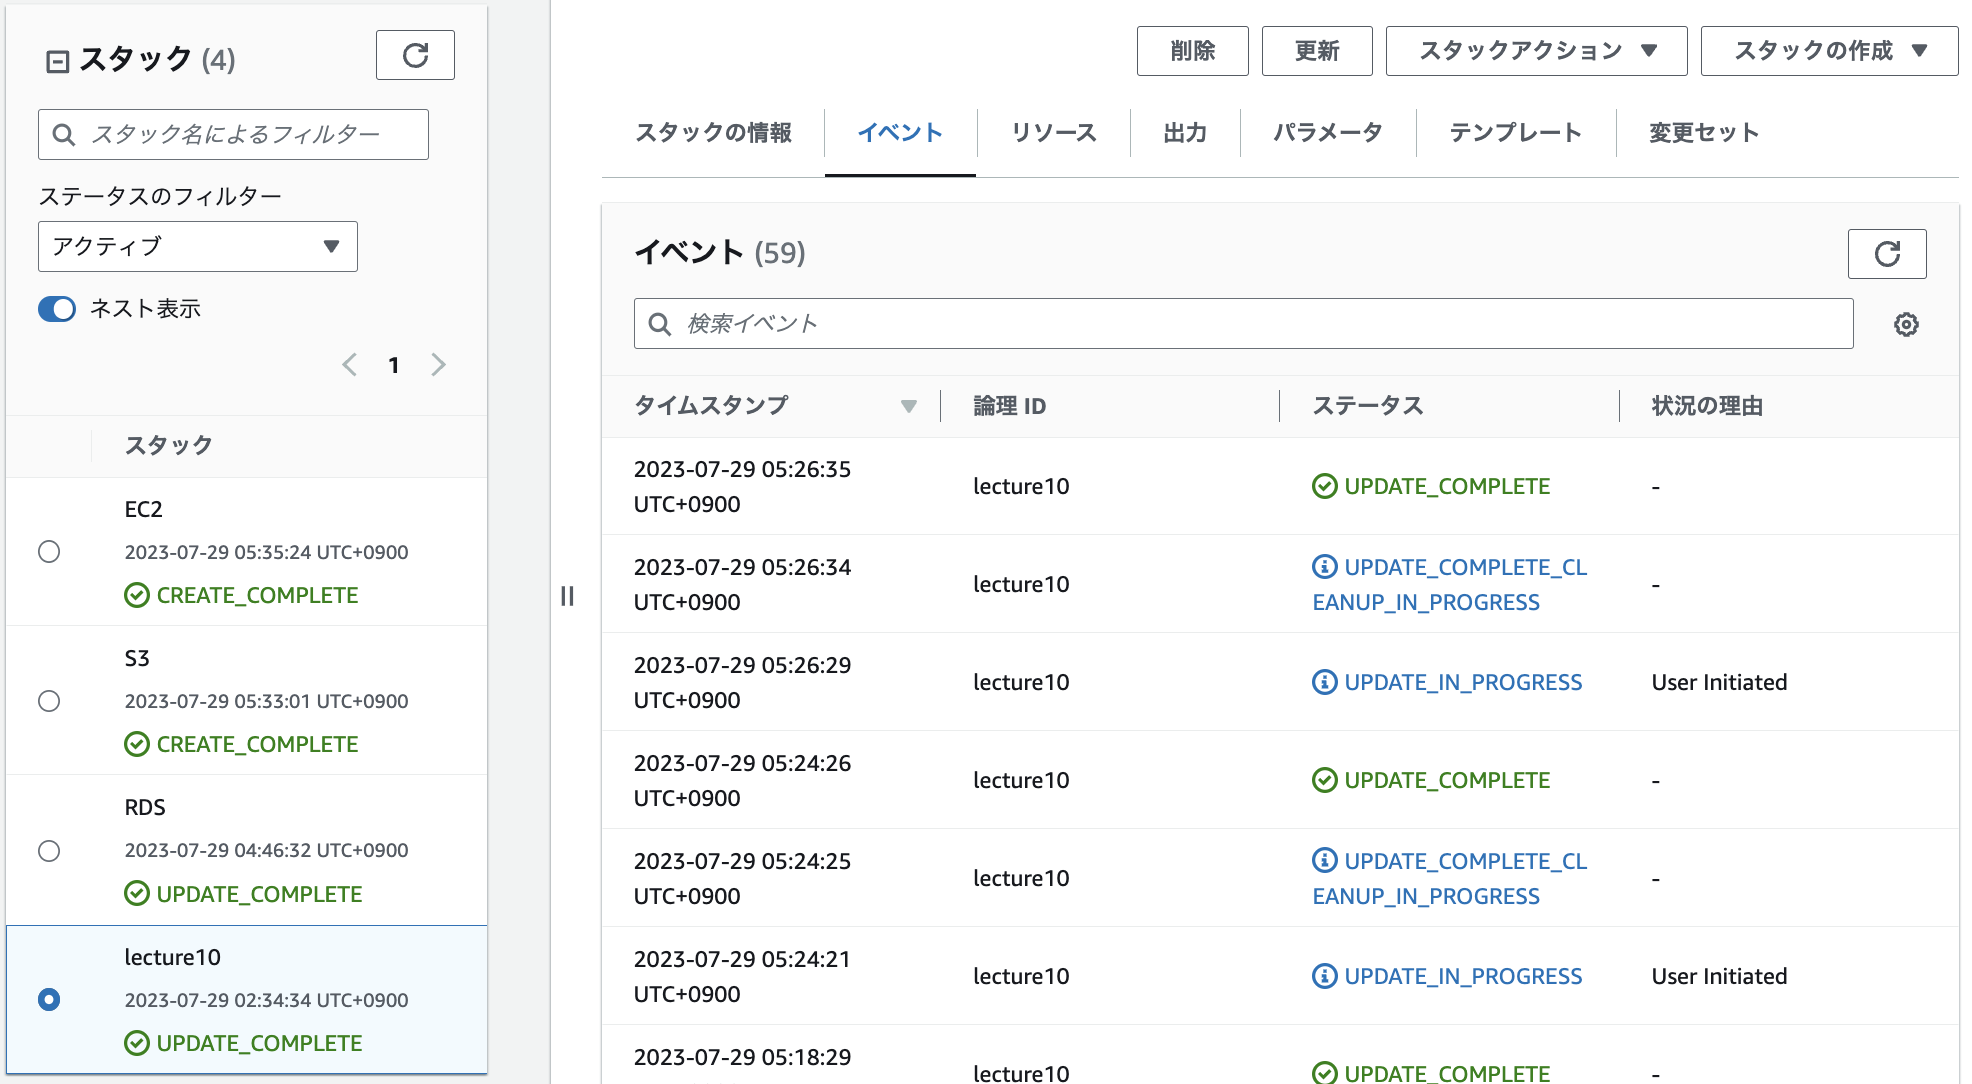 スタック (4)
スタック名によるフィルター
ステータスのフィルター
アクティブ
ネスト表示
1
スタック
EC2
2023-07-29 05:35:24 UTC+0900
CREATE_COMPLETE
S3
2023-07-29 05:33:01 UTC+0900
CREATE_COMPLETE
RDS
2023-07-29 04:46:32 UTC+0900
UPDATE_COMPLETE
lecture10
2023-07-29 02:34:34 UTC+0900
UPDATE_COMPLETE
削除 更新 スタックアクション スタックの作成
スタックの情報 イベント リソース 出力 パラメータ テンプレート 変更セット
イベント (59)
検索イベント
タイムスタンプ 論理 ID ステータス 状況の理由
2023-07-29 05:26:35
UTC+0900
lecture10
UPDATE_COMPLETE
-
2023-07-29 05:26:34
UTC+0900
lecture10
UPDATE_COMPLETE_CL
EANUP_IN_PROGRESS
-
2023-07-29 05:26:29
UTC+0900
lecture10
UPDATE_IN_PROGRESS
User Initiated
2023-07-29 05:24:26
UTC+0900
lecture10
UPDATE_COMPLETE
-
2023-07-29 05:24:25
UTC+0900
lecture10
UPDATE_COMPLETE_CL
EANUP_IN_PROGRESS
-
2023-07-29 05:24:21
UTC+0900
lecture10
UPDATE_IN_PROGRESS
User Initiated
2023-07-29 05:18:29
lecture10
UPDATE_COMPLETE
-